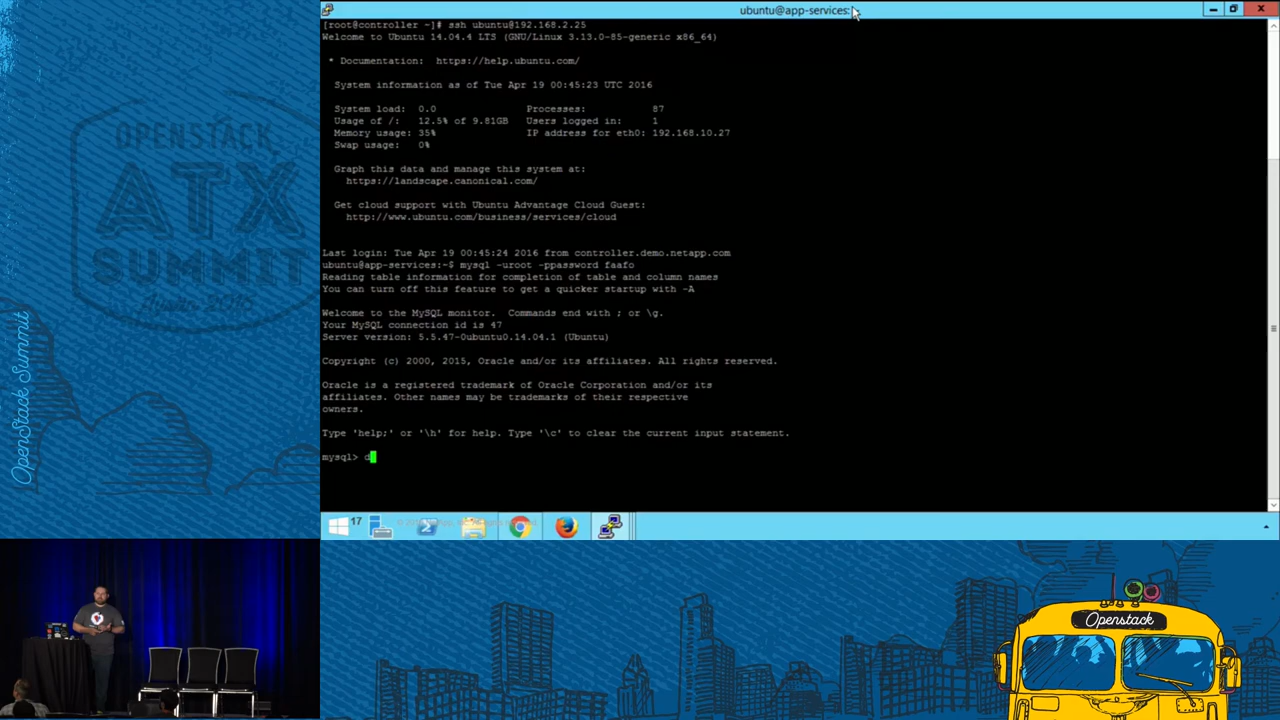 ubuntu@app-services:
[root@controller ~]# ssh ubuntu@192.168.2.25
Welcome to Ubuntu 14.04.4 LTS (GNU/Linux 3.13.0-85-generic x86_64)
* Documentation: https://help.ubuntu.com/
System information as of Tue Apr 19 00:45:23 UTC 2016
System load: 0.0 Processes: 87
Usage of /: 12.5% of 9.81GB Users logged in: 1
Memory usage: 35% IP address for eth0: 192.168.10.27
Swap usage: 0%
Graph this data and manage this system at:
https://landscape.canonical.com/
Get cloud support with Ubuntu Advantage Cloud Guest:
http://www.ubuntu.com/business/services/cloud
Last login: Tue Apr 19 00:45:24 2016 from controller.demo.netapp.com
ubuntu@app-services:~$ mysql -uroot -ppassword faafo
Reading table information for completion of table and column names
You can turn off this feature to get a quicker startup with -A
Welcome to the MySQL monitor. Commands end with ; or \g.
Your MySQL connection id is 47
Server version: 5.5.47-0ubuntu0.14.04.1 (Ubuntu)
Copyright (c) 2000, 2015, Oracle and/or its affiliates. All rights reserved.
Oracle is a registered trademark of Oracle Corporation and/or its
affiliates. Other names may be trademarks of their respective
owners.
Type 'help;' or '\h' for help. Type '\c' to clear the current input statement.
mysql> d
17
OPENSTACK
ATX
SUMMIT
OpenStack Summit
Openstack